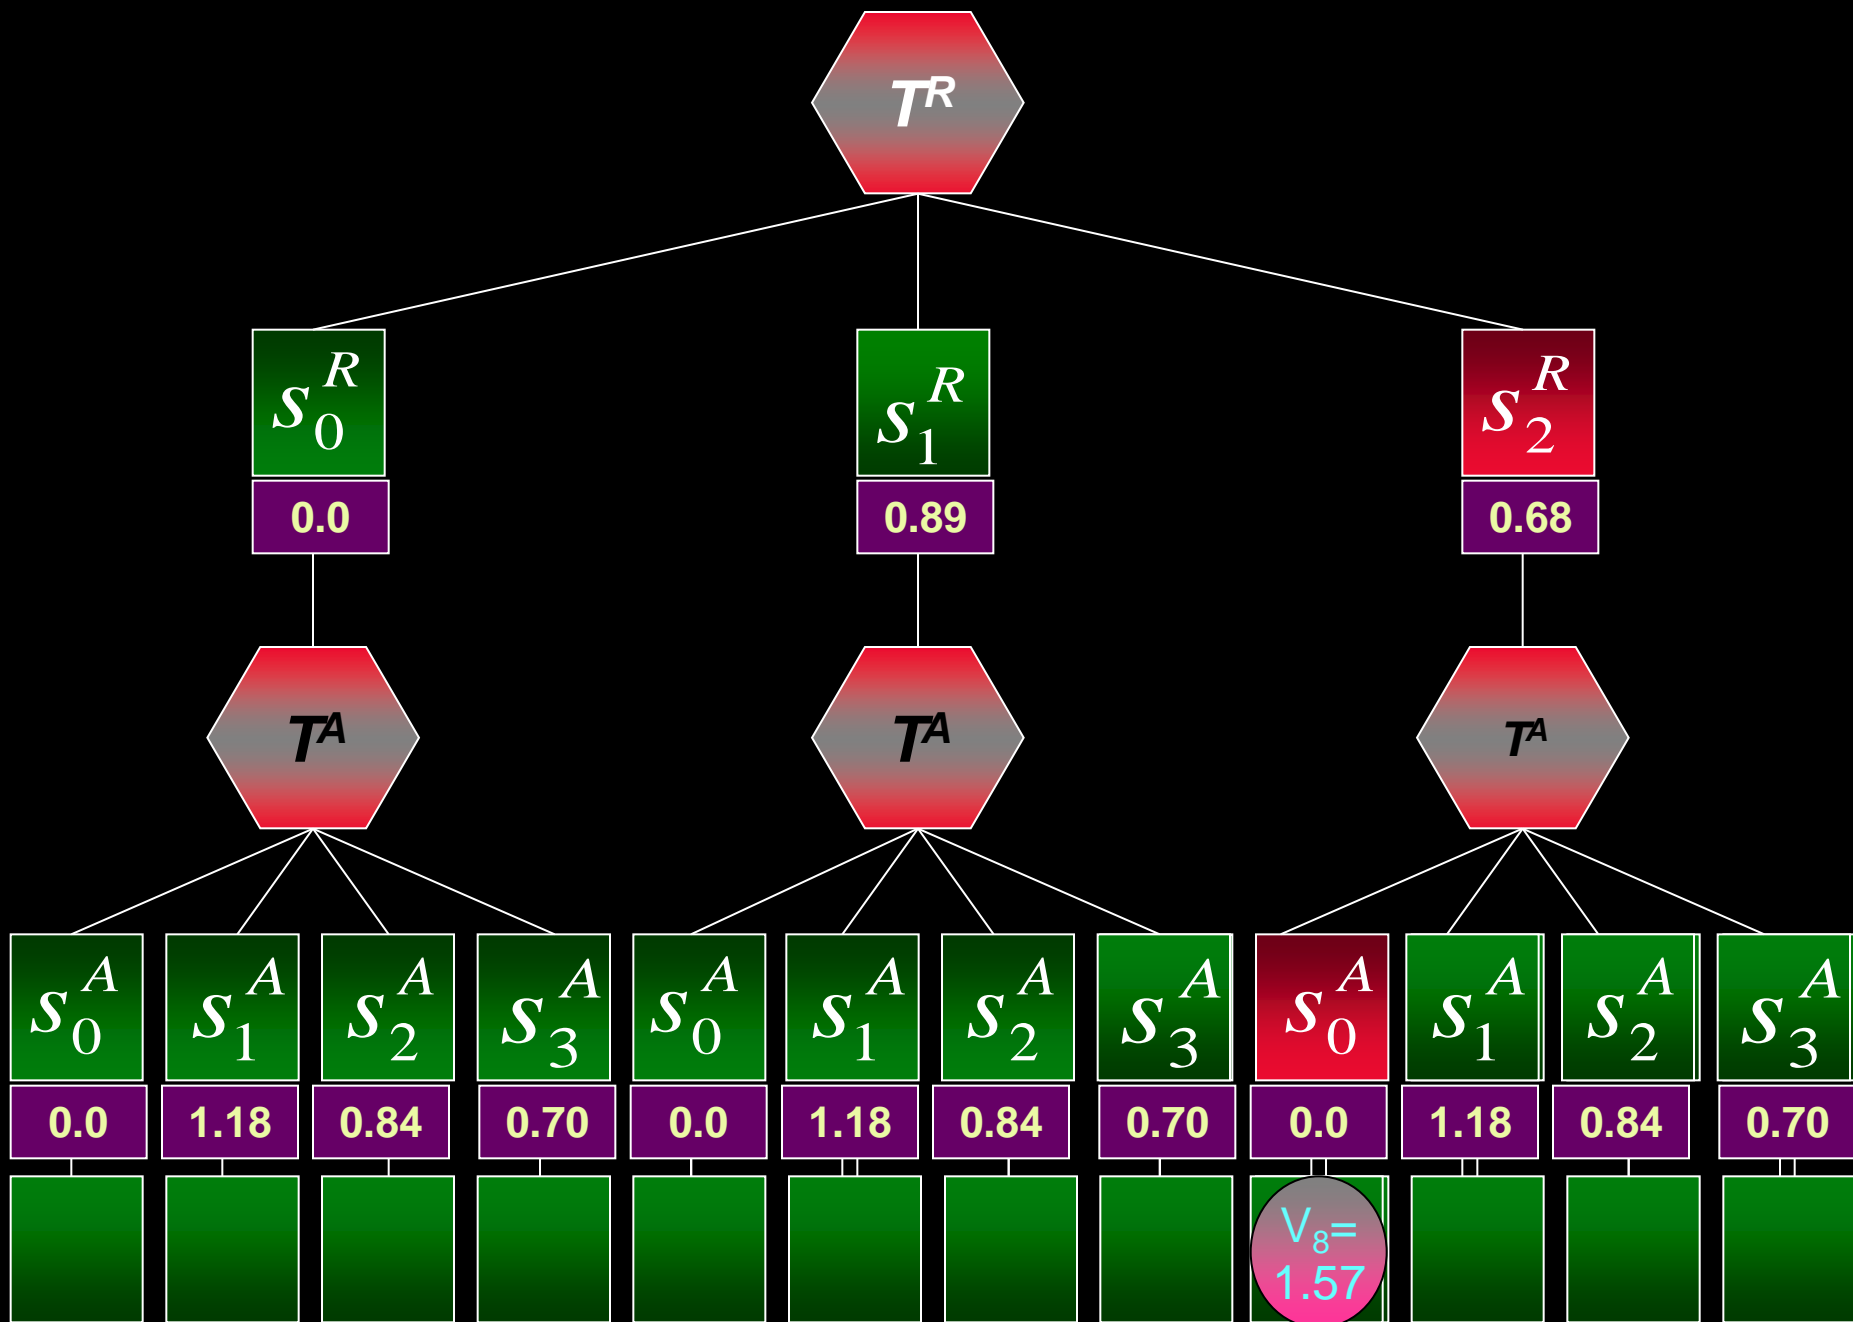 T^R
s_0^R s_1^R s_2^R
0.0 0.89 0.68
T^A T^A T^A
s_0^A s_1^A s_2^A s_3^A s_0^A s_1^A s_2^A s_3^A s_0^A s_1^A s_2^A s_3^A
0.0 1.18 0.84 0.70 0.0 1.18 0.84 0.70 0.0 1.18 0.84 0.70
V_8=
1.57